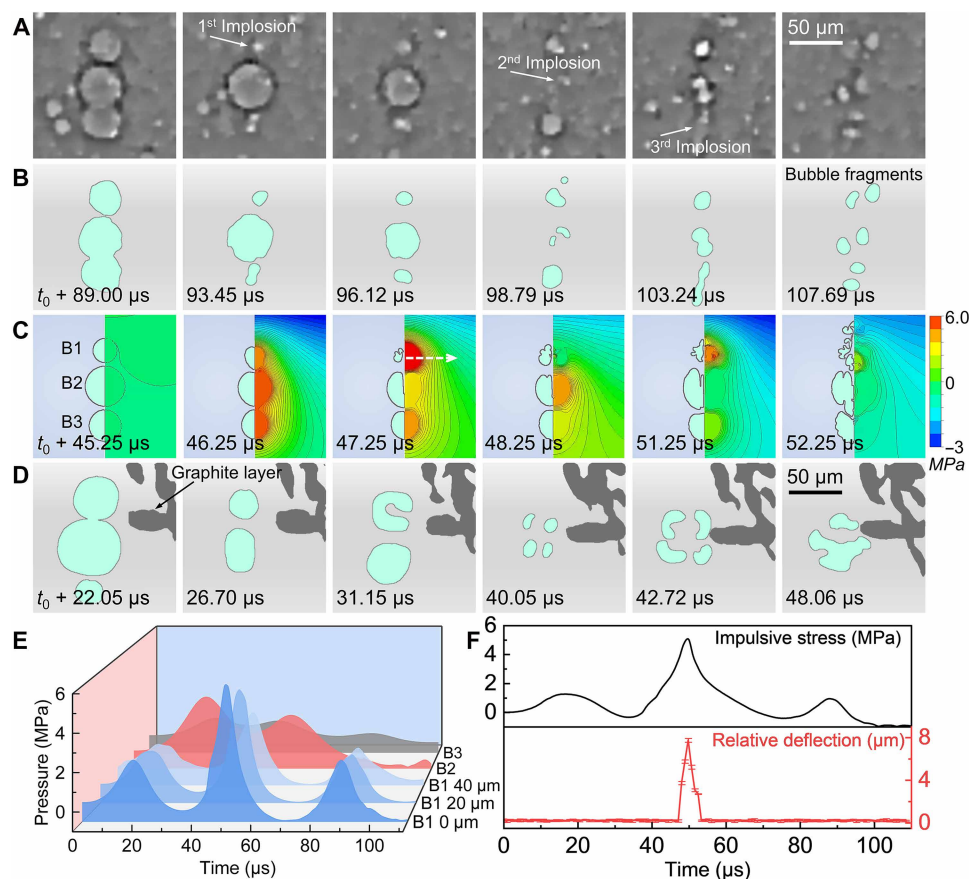 A
1st Implosion
2nd Implosion
3rd Implosion
50 µm
B
Bubble fragments
t0 + 89.00 µs
93.45 µs
96.12 µs
98.79 µs
103.24 µs
107.69 µs
C
B1
B2
B3
t0 + 45.25 µs
46.25 µs
47.25 µs
48.25 µs
51.25 µs
52.25 µs
6.0
0
−3
MPa
D
Graphite layer
50 µm
t0 + 22.05 µs
26.70 µs
31.15 µs
40.05 µs
42.72 µs
48.06 µs
E
Pressure (MPa)
6
4
2
0
B3
B2
B1 40 µm
B1 20 µm
B1 0 µm
0 20 40 60 80 100
Time (µs)
F
6
4
2
0
Impulsive stress (MPa)
Relative deflection (µm)
8
4
0
0 20 40 60 80 100
Time (µs)